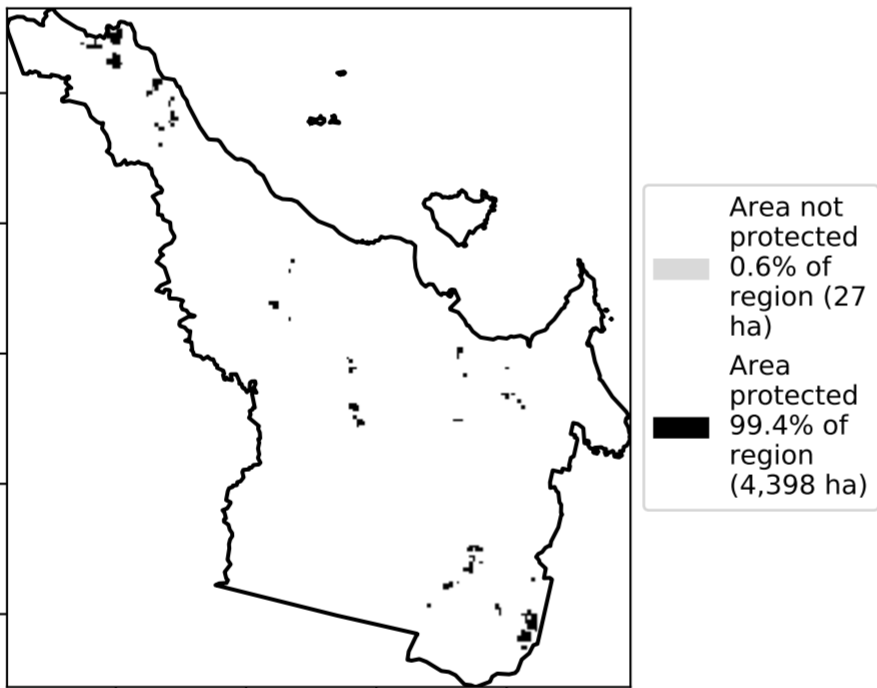 Area not
protected
0.6% of
region (27
ha)
Area
protected
99.4% of
region
(4,398 ha)